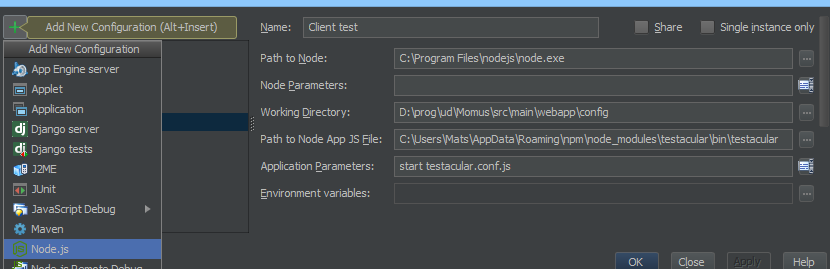 Add New Configuration (Alt+Insert)
Name: Client test
Share
Single instance only
Add New Configuration
App Engine server
Applet
Application
Django server
Django tests
J2ME
JUnit
JavaScript Debug
Maven
Node.js
Node.js Remote Debug
Path to Node: C:\Program Files\nodejs\node.exe
Node Parameters:
Working Directory: D:\prog\ud\Momus\src\main\webapp\config
Path to Node App JS File: C:\Users\Mats\AppData\Roaming\npm\node_modules\testacular\bin\testacular
Application Parameters: start testacular.conf.js
Environment variables:
OK
Close
Apply
Help